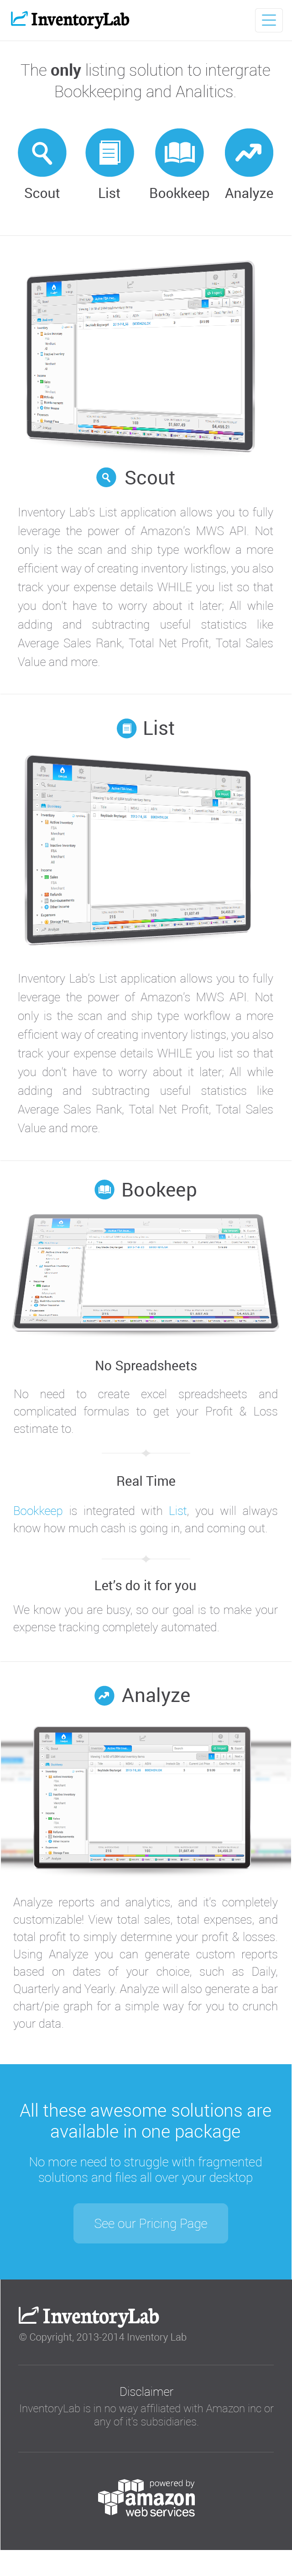 InventoryLab
The only listing solution to intergrate
Bookkeeping and Analitics.
Scout List Bookkeep Analyze
Scout
Inventory Lab's List application allows you to fully
leverage the power of Amazon's MWS API. Not
only is the scan and ship type workflow a more
efficient way of creating inventory listings, you also
track your expense details WHILE you list so that
you don't have to worry about it later; All while
adding and subtracting useful statistics like
Average Sales Rank, Total Net Profit, Total Sales
Value and more.
List
Inventory Lab's List application allows you to fully
leverage the power of Amazon's MWS API. Not
only is the scan and ship type workflow a more
efficient way of creating inventory listings, you also
track your expense details WHILE you list so that
you don't have to worry about it later; All while
adding and subtracting useful statistics like
Average Sales Rank, Total Net Profit, Total Sales
Value and more.
Bookeep
No Spreadsheets
No need to create excel spreadsheets and
complicated formulas to get your Profit & Loss
estimate to.
Real Time
Bookkeep is integrated with List, you will always
know how much cash is going in, and coming out.
Let's do it for you
We know you are busy, so our goal is to make your
expense tracking completely automated.
Analyze
Analyze reports and analytics, and it's completely
customizable! View total sales, total expenses, and
total profit to simply determine your profit & losses.
Using Analyze you can generate custom reports
based on dates of your choice, such as Daily,
Quarterly and Yearly. Analyze will also generate a bar
chart/pie graph for a simple way for you to crunch
your data.
All these awesome solutions are
available in one package
No more need to struggle with fragmented
solutions and files all over your desktop
See our Pricing Page
InventoryLab
© Copyright, 2013-2014 Inventory Lab
Disclaimer
InventoryLab is in no way affiliated with Amazon inc or
any of it's subsidiaries.
powered by
amazon
web services